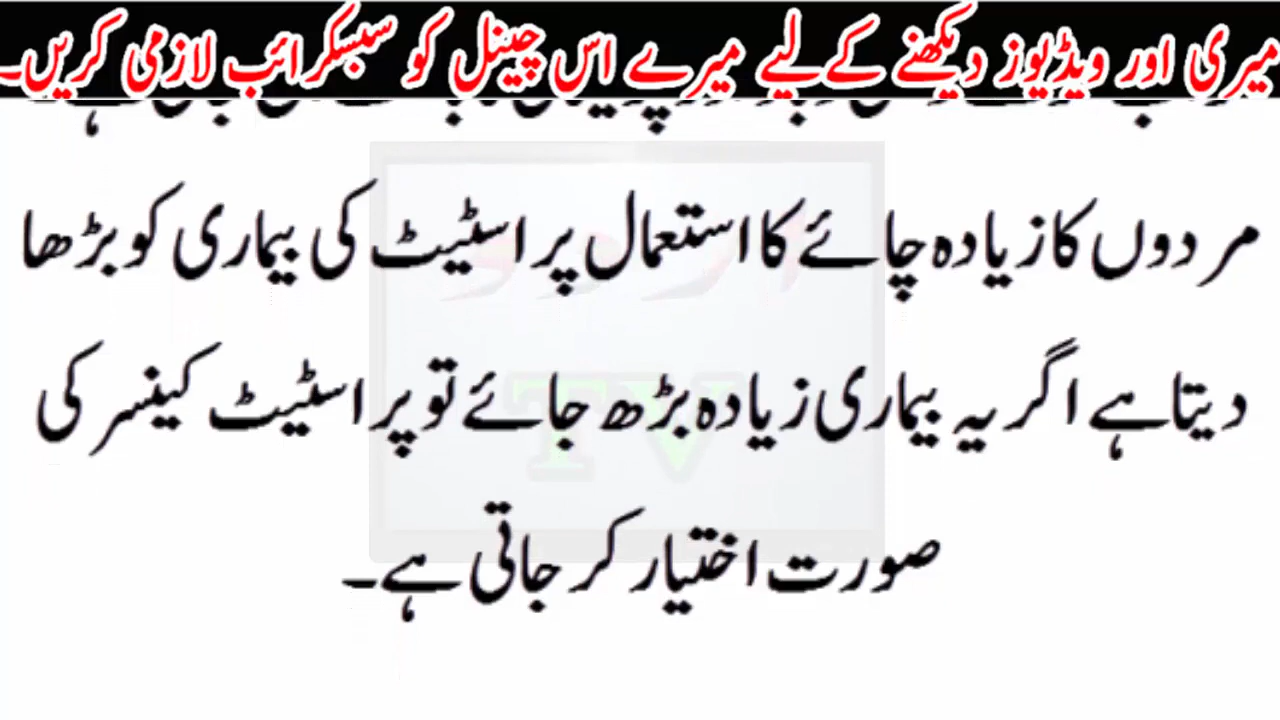 میری اور ویڈیوز دیکھنے کے لیے میرے اس چینل کو سبسکرائب لازمی کریں۔
مردوں کا زیادہ چائے کا استعمال پراسٹیٹ کی بیماری کو بڑھا
دیتا ہے اگر یہ بیماری زیادہ بڑھ جائے تو پراسٹیٹ کینسر کی
صورت اختیار کر جاتی ہے۔
اردو
TV